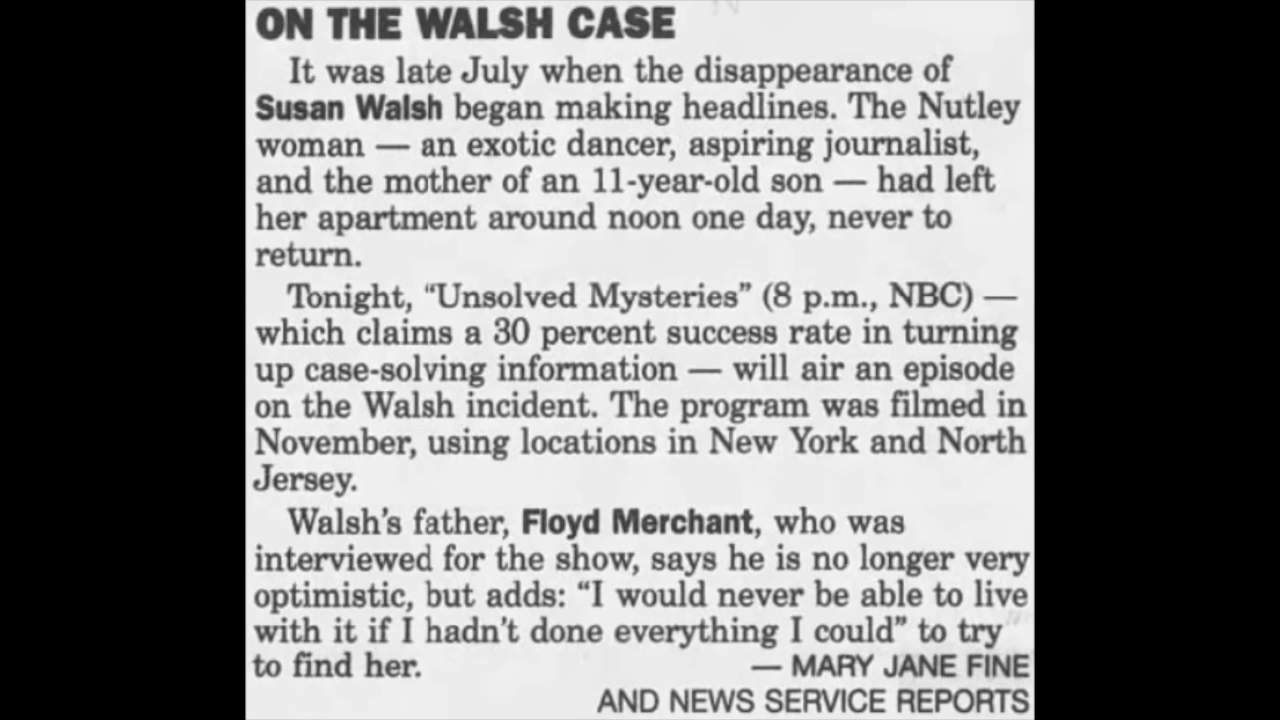 ON THE WALSH CASE
It was late July when the disappearance of
Susan Walsh began making headlines. The Nutley
woman — an exotic dancer, aspiring journalist,
and the mother of an 11-year-old son — had left
her apartment around noon one day, never to
return.
Tonight, “Unsolved Mysteries” (8 p.m., NBC) —
which claims a 30 percent success rate in turning
up case-solving information — will air an episode
on the Walsh incident. The program was filmed in
November, using locations in New York and North
Jersey.
Walsh’s father, Floyd Merchant, who was
interviewed for the show, says he is no longer very
optimistic, but adds: “I would never be able to live
with it if I hadn’t done everything I could” to try
to find her. — MARY JANE FINE
AND NEWS SERVICE REPORTS